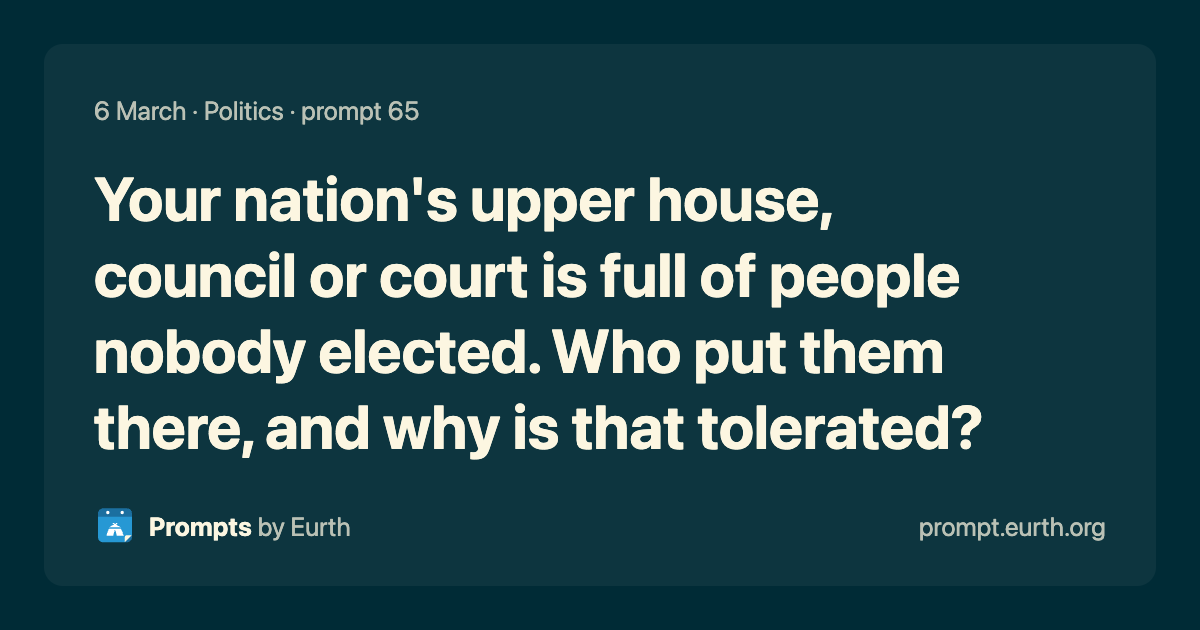 6 March · Politics · prompt 65
Your nation's upper house,
council or court is full of people
nobody elected. Who put them
there, and why is that tolerated?
Prompts by Eurth
prompt.eurth.org